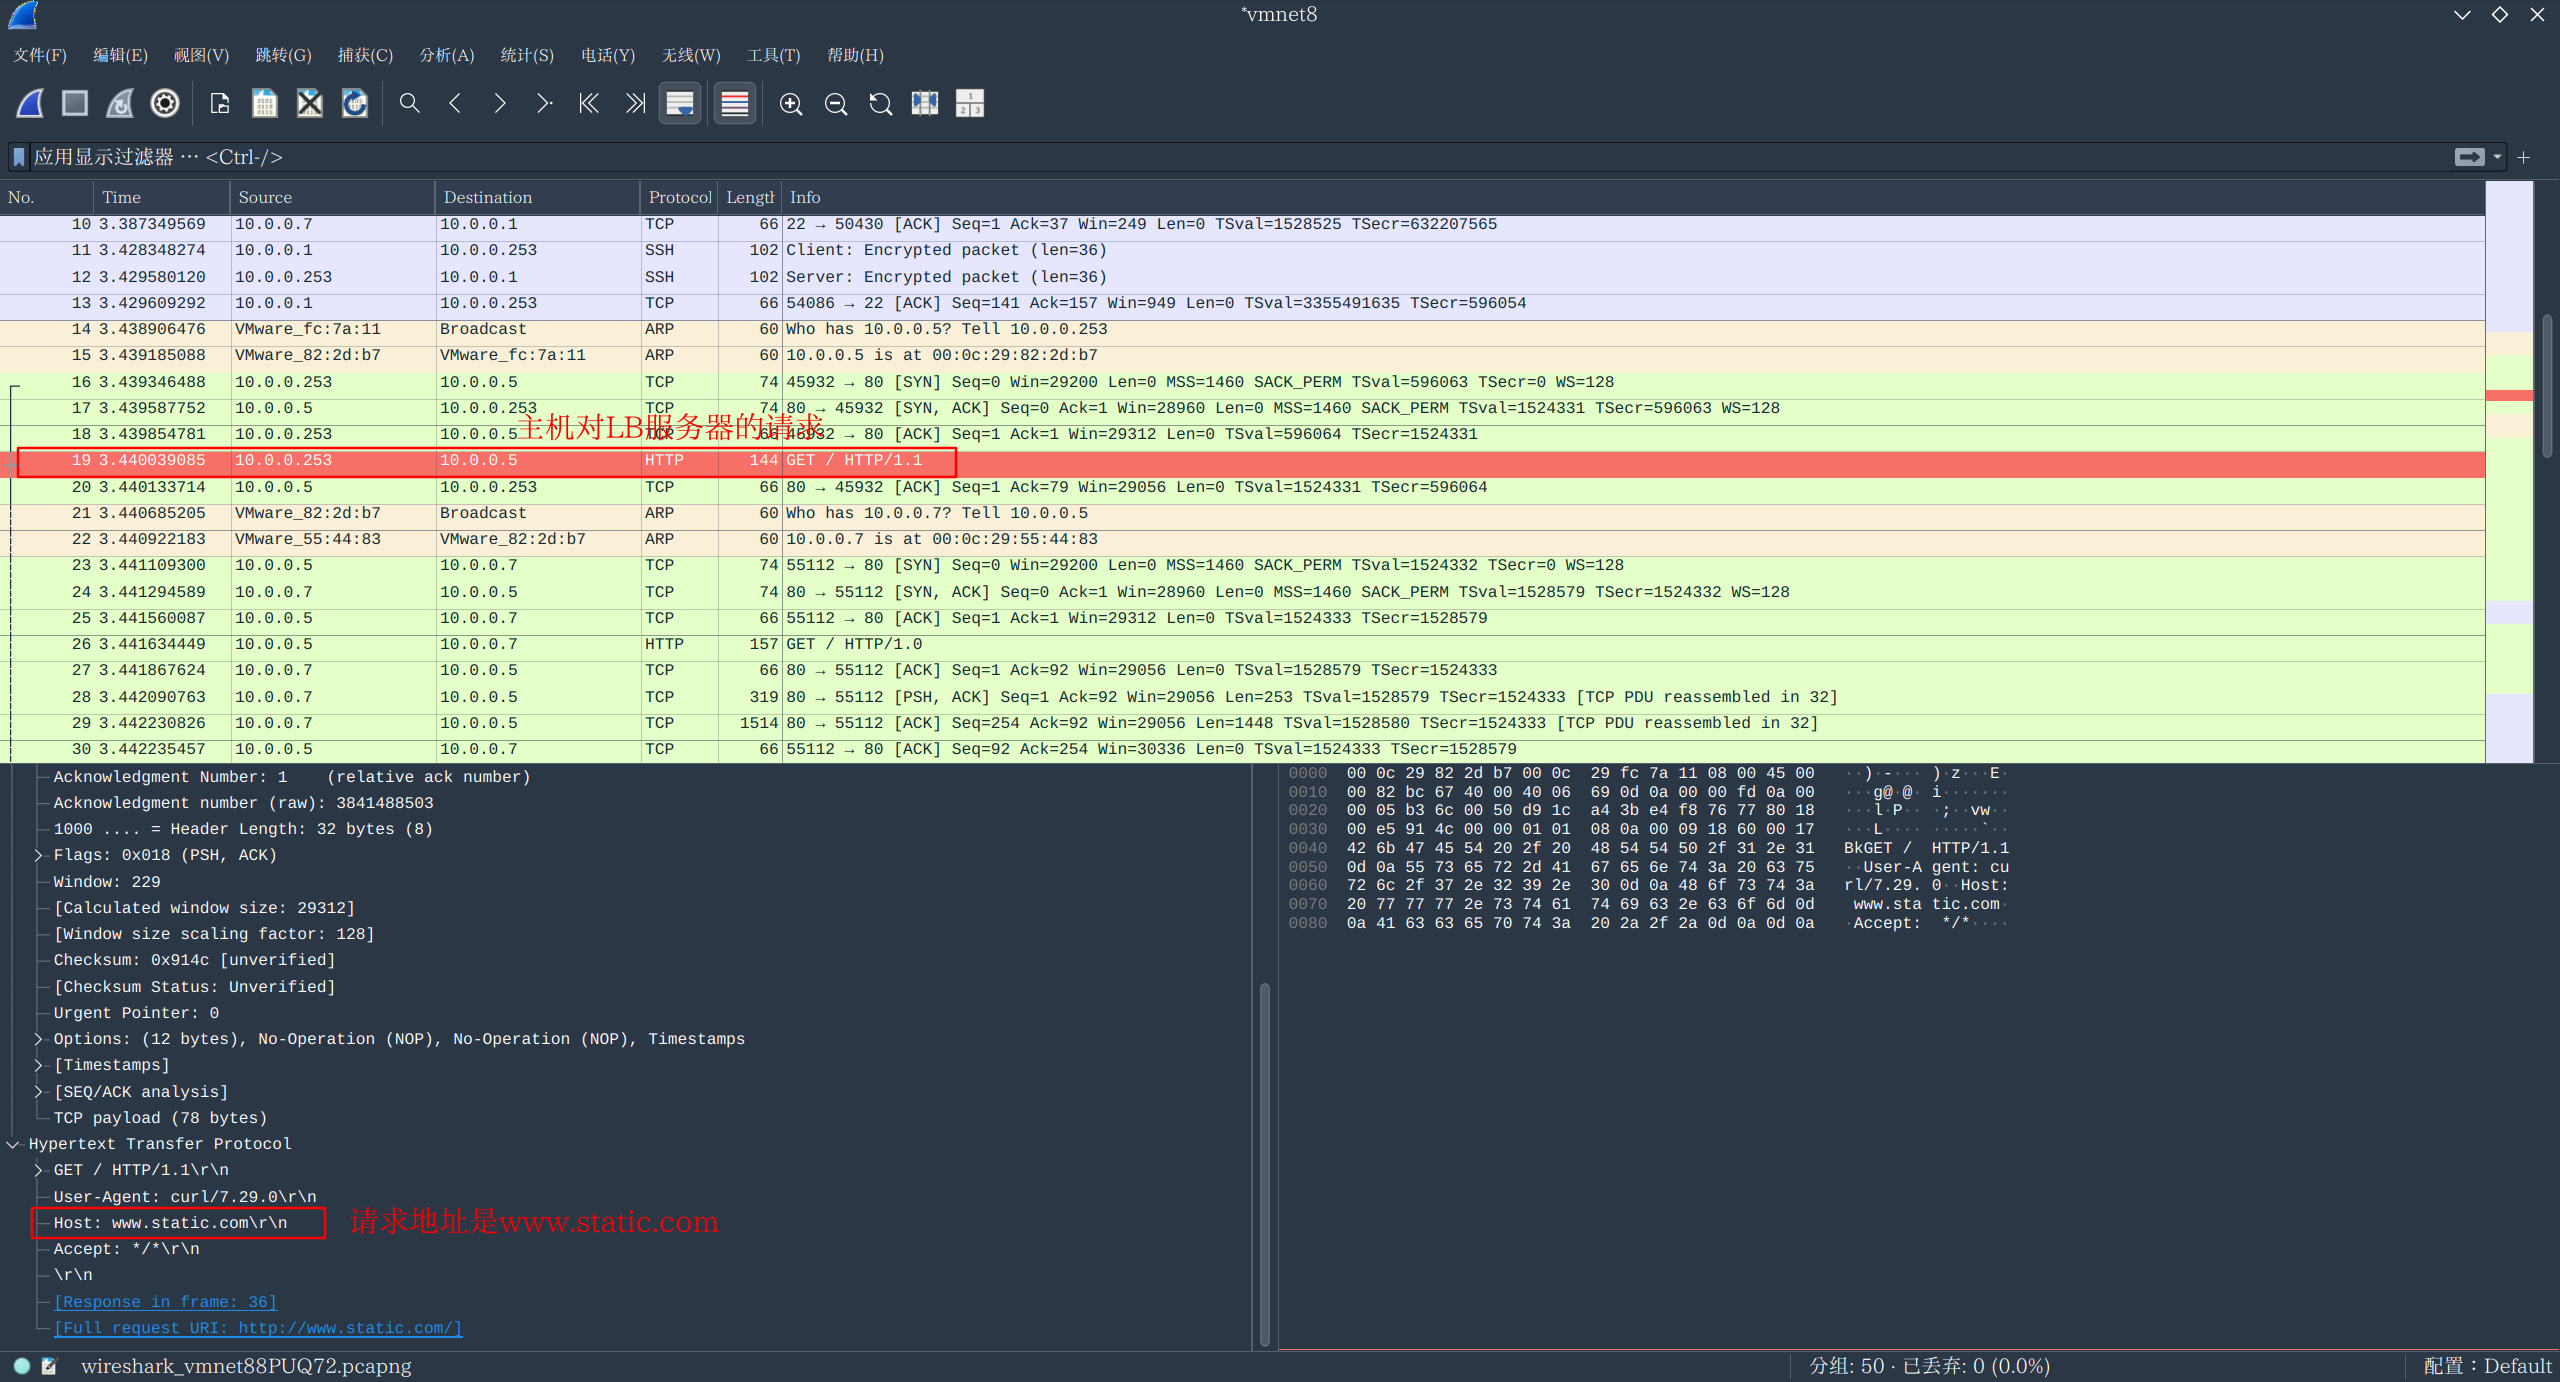 *vmnet8
文件(F) 编辑(E) 视图(V) 跳转(G) 捕获(C) 分析(A) 统计(S) 电话(Y) 无线(W) 工具(T) 帮助(H)
应用显示过滤器 … <Ctrl-/>
No. Time Source Destination Protocol Length Info
10 3.387349569 10.0.0.7 10.0.0.1 TCP 66 22 → 50430 [ACK] Seq=1 Ack=37 Win=249 Len=0 TSval=1528525 TSecr=632207565
11 3.428348274 10.0.0.1 10.0.0.253 SSH 102 Client: Encrypted packet (len=36)
12 3.429580120 10.0.0.253 10.0.0.1 SSH 102 Server: Encrypted packet (len=36)
13 3.429609292 10.0.0.1 10.0.0.253 TCP 66 54086 → 22 [ACK] Seq=141 Ack=157 Win=949 Len=0 TSval=3355491635 TSecr=596054
14 3.438906476 VMware_fc:7a:11 Broadcast ARP 60 Who has 10.0.0.5? Tell 10.0.0.253
15 3.439185088 VMware_82:2d:b7 VMware_fc:7a:11 ARP 60 10.0.0.5 is at 00:0c:29:82:2d:b7
16 3.439346488 10.0.0.253 10.0.0.5 TCP 74 45932 → 80 [SYN] Seq=0 Win=29200 Len=0 MSS=1460 SACK_PERM TSval=596063 TSecr=0 WS=128
17 3.439587752 10.0.0.5 10.0.0.253 TCP 74 80 → 45932 [SYN, ACK] Seq=0 Ack=1 Win=28960 Len=0 MSS=1460 SACK_PERM TSval=1524331 TSecr=596063 WS=128
主机对LB服务器的请求
18 3.439854781 10.0.0.253 10.0.0.5 TCP 66 45932 → 80 [ACK] Seq=1 Ack=1 Win=29312 Len=0 TSval=596064 TSecr=1524331
19 3.440039085 10.0.0.253 10.0.0.5 HTTP 144 GET / HTTP/1.1
20 3.440133714 10.0.0.5 10.0.0.253 TCP 66 80 → 45932 [ACK] Seq=1 Ack=79 Win=29056 Len=0 TSval=1524331 TSecr=596064
21 3.440685205 VMware_82:2d:b7 Broadcast ARP 60 Who has 10.0.0.7? Tell 10.0.0.5
22 3.440922183 VMware_55:44:83 VMware_82:2d:b7 ARP 60 10.0.0.7 is at 00:0c:29:55:44:83
23 3.441109300 10.0.0.5 10.0.0.7 TCP 74 55112 → 80 [SYN] Seq=0 Win=29200 Len=0 MSS=1460 SACK_PERM TSval=1524332 TSecr=0 WS=128
24 3.441294589 10.0.0.7 10.0.0.5 TCP 74 80 → 55112 [SYN, ACK] Seq=0 Ack=1 Win=28960 Len=0 MSS=1460 SACK_PERM TSval=1528579 TSecr=1524332 WS=128
25 3.441560087 10.0.0.5 10.0.0.7 TCP 66 55112 → 80 [ACK] Seq=1 Ack=1 Win=29312 Len=0 TSval=1524333 TSecr=1528579
26 3.441634449 10.0.0.5 10.0.0.7 HTTP 157 GET / HTTP/1.0
27 3.441867624 10.0.0.7 10.0.0.5 TCP 66 80 → 55112 [ACK] Seq=1 Ack=92 Win=29056 Len=0 TSval=1528579 TSecr=1524333
28 3.442090763 10.0.0.7 10.0.0.5 TCP 319 80 → 55112 [PSH, ACK] Seq=1 Ack=92 Win=29056 Len=253 TSval=1528579 TSecr=1524333 [TCP PDU reassembled in 32]
29 3.442230826 10.0.0.7 10.0.0.5 TCP 1514 80 → 55112 [ACK] Seq=254 Ack=92 Win=29056 Len=1448 TSval=1528580 TSecr=1524333 [TCP PDU reassembled in 32]
30 3.442235457 10.0.0.5 10.0.0.7 TCP 66 55112 → 80 [ACK] Seq=92 Ack=254 Win=30336 Len=0 TSval=1524333 TSecr=1528579
Acknowledgment Number: 1    (relative ack number)
Acknowledgment number (raw): 3841488503
1000 .... = Header Length: 32 bytes (8)
Flags: 0x018 (PSH, ACK)
Window: 229
[Calculated window size: 29312]
[Window size scaling factor: 128]
Checksum: 0x914c [unverified]
[Checksum Status: Unverified]
Urgent Pointer: 0
Options: (12 bytes), No-Operation (NOP), No-Operation (NOP), Timestamps
[Timestamps]
[SEQ/ACK analysis]
TCP payload (78 bytes)
Hypertext Transfer Protocol
GET / HTTP/1.1\r\n
User-Agent: curl/7.29.0\r\n
Host: www.static.com\r\n 请求地址是www.static.com
Accept: */*\r\n
\r\n
[Response in frame: 36]
[Full request URI: http://www.static.com/]
0000 00 0c 29 82 2d b7 00 0c 29 fc 7a 11 08 00 45 00 ··)·-··· )·z···E·
0010 00 82 bc 67 40 00 40 06 69 0d 0a 00 00 fd 0a 00 ···g@·@· i·······
0020 00 05 b3 6c 00 50 d9 1c a4 3b e4 f8 76 77 80 18 ···l·P·· ·;··vw··
0030 00 e5 91 4c 00 00 01 01 08 0a 00 09 18 60 00 17 ···L···· ·····`··
0040 42 6b 47 45 54 20 2f 20 48 54 54 50 2f 31 2e 31 BkGET / HTTP/1.1
0050 0d 0a 55 73 65 72 2d 41 67 65 6e 74 3a 20 63 75 ··User-A gent: cu
0060 72 6c 2f 37 2e 32 39 2e 30 0d 0a 48 6f 73 74 3a rl/7.29. 0··Host:
0070 20 77 77 77 2e 73 74 61 74 69 63 2e 63 6f 6d 0d www.sta tic.com·
0080 0a 41 63 63 65 70 74 3a 20 2a 2f 2a 0d 0a 0d 0a ·Accept: */*····
wireshark_vmnet88PUQ72.pcapng 分组: 50 · 已丢弃: 0 (0.0%) 配置：Default